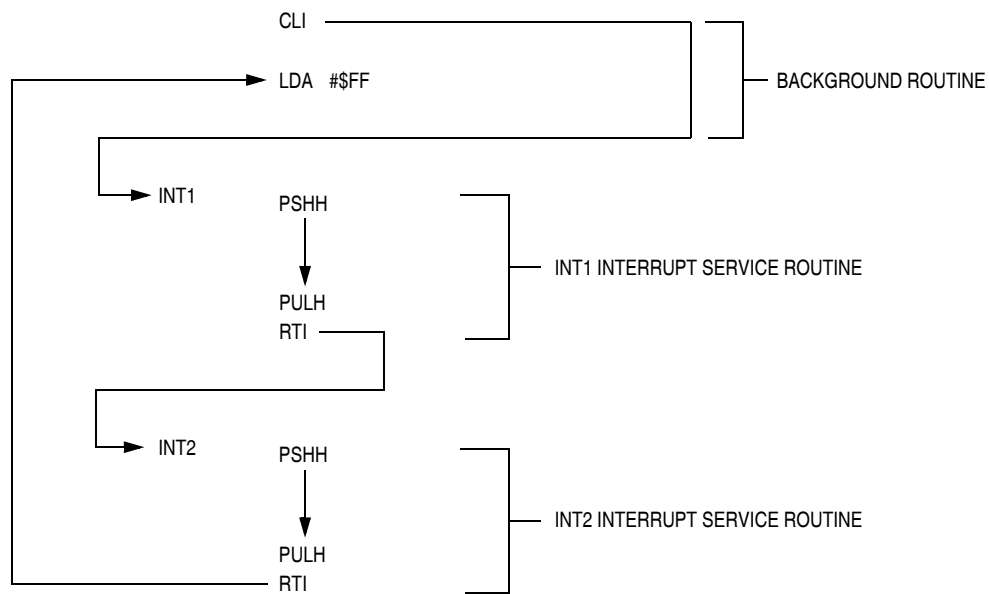 CLI
LDA #$FF
BACKGROUND ROUTINE
INT1
PSHH
INT1 INTERRUPT SERVICE ROUTINE
PULH
RTI
INT2
PSHH
INT2 INTERRUPT SERVICE ROUTINE
PULH
RTI